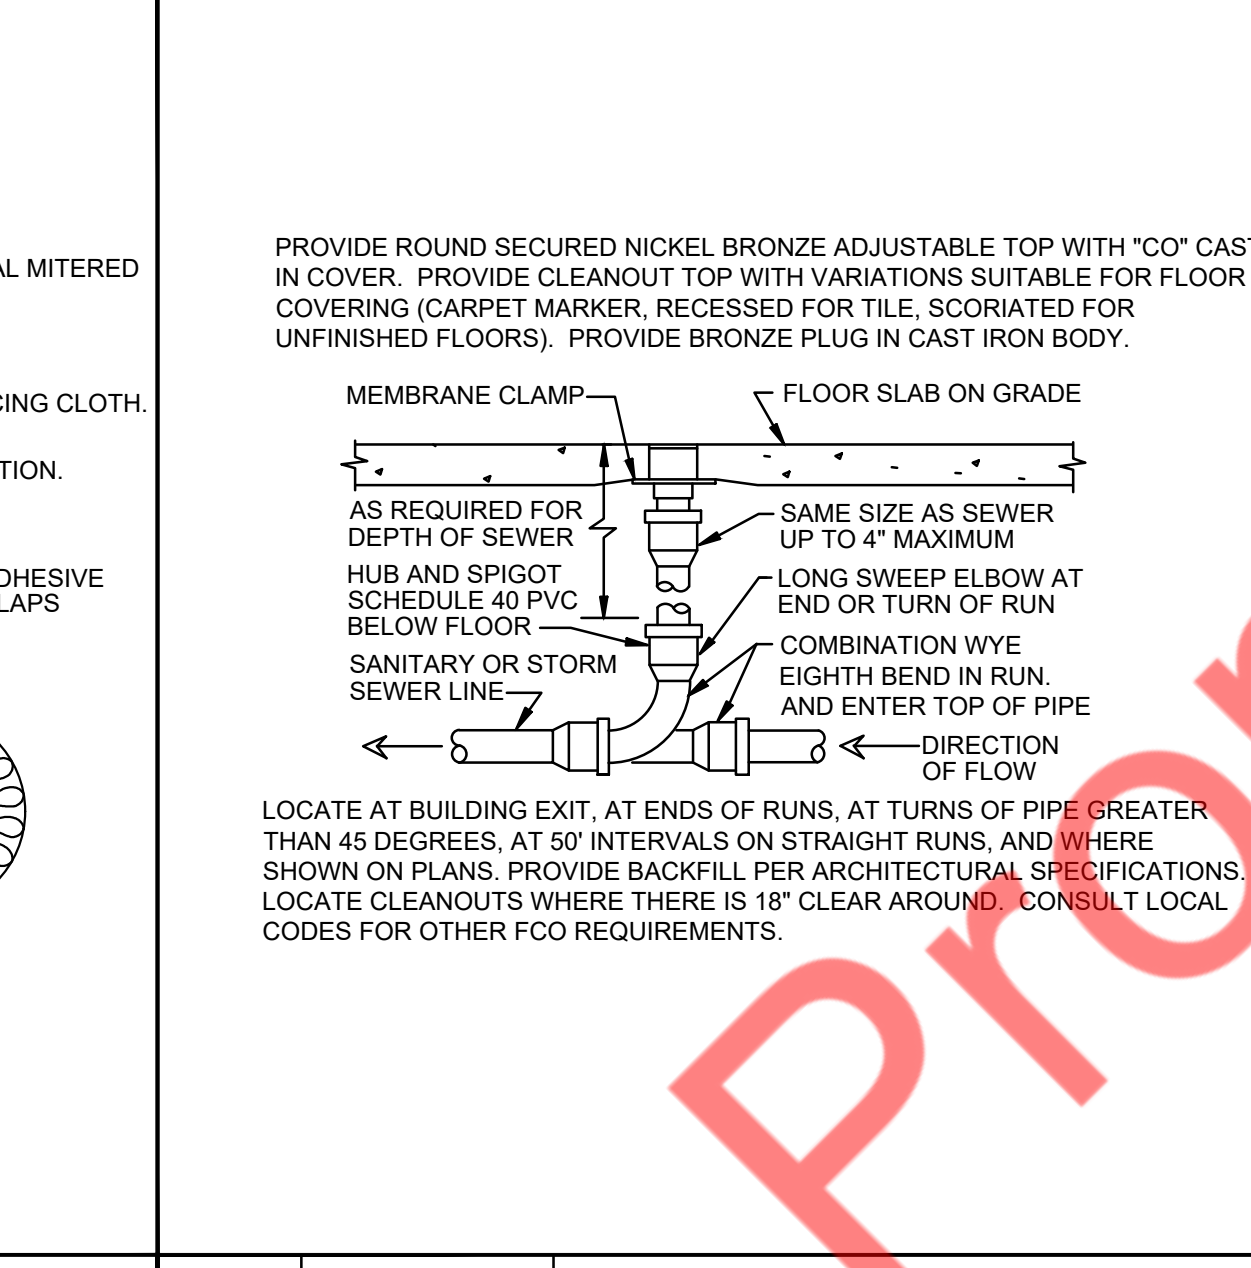 AL MITERED
CING CLOTH.
TION.
DHESIVE
LAPS
PROVIDE ROUND SECURED NICKEL BRONZE ADJUSTABLE TOP WITH "CO" CAST
IN COVER. PROVIDE CLEANOUT TOP WITH VARIATIONS SUITABLE FOR FLOOR
COVERING (CARPET MARKER, RECESSED FOR TILE, SCORIATED FOR
UNFINISHED FLOORS). PROVIDE BRONZE PLUG IN CAST IRON BODY.
MEMBRANE CLAMP
FLOOR SLAB ON GRADE
AS REQUIRED FOR
DEPTH OF SEWER
SAME SIZE AS SEWER
UP TO 4" MAXIMUM
HUB AND SPIGOT
SCHEDULE 40 PVC
BELOW FLOOR
LONG SWEEP ELBOW AT
END OR TURN OF RUN
SANITARY OR STORM
SEWER LINE
COMBINATION WYE
EIGHTH BEND IN RUN.
AND ENTER TOP OF PIPE
DIRECTION
OF FLOW
LOCATE AT BUILDING EXIT, AT ENDS OF RUNS, AT TURNS OF PIPE GREATER
THAN 45 DEGREES, AT 50' INTERVALS ON STRAIGHT RUNS, AND WHERE
SHOWN ON PLANS. PROVIDE BACKFILL PER ARCHITECTURAL SPECIFICATIONS.
LOCATE CLEANOUTS WHERE THERE IS 18" CLEAR AROUND. CONSULT LOCAL
CODES FOR OTHER FCO REQUIREMENTS.
Pro